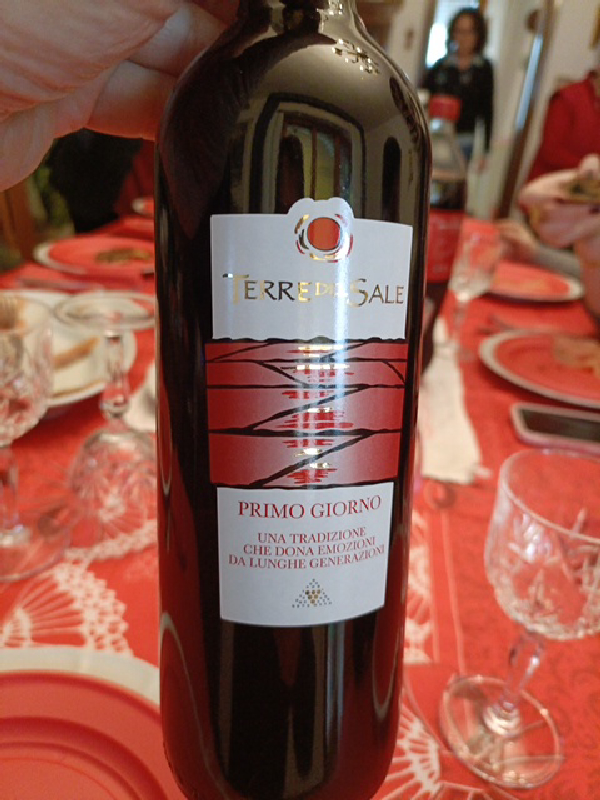 TERRE DEL SALE
PRIMO GIORNO
UNA TRADIZIONE
CHE DONA EMOZIONI
DA LUNGHE GENERAZIONI